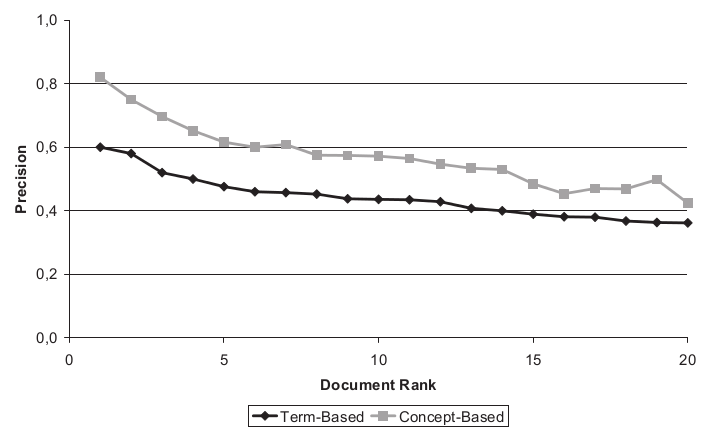 1,0
0,8
0,6
0,4
0,2
0,0
Precision
0 5 10 15 20
Document Rank
Term-Based Concept-Based